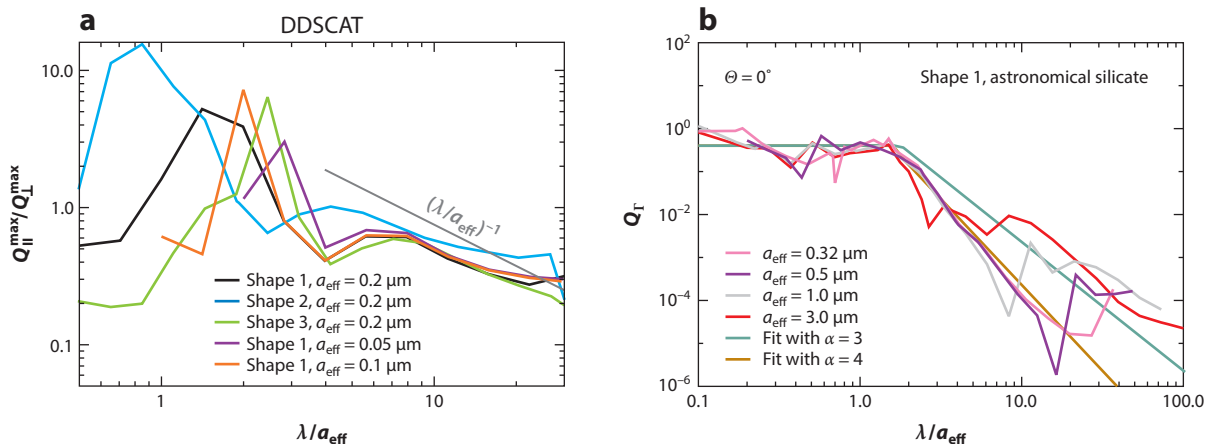 a
DDSCAT
Q||max/Q⊥max
10.0
1.0
0.1
1
10
λ/aeff
(λ/aeff)−1
Shape 1, aeff = 0.2 μm
Shape 2, aeff = 0.2 μm
Shape 3, aeff = 0.2 μm
Shape 1, aeff = 0.05 μm
Shape 1, aeff = 0.1 μm
b
QΓ
10²
10⁰
10⁻²
10⁻⁴
10⁻⁶
0.1
1.0
10.0
100.0
λ/aeff
Θ = 0°
Shape 1, astronomical silicate
aeff = 0.32 μm
aeff = 0.5 μm
aeff = 1.0 μm
aeff = 3.0 μm
Fit with α = 3
Fit with α = 4